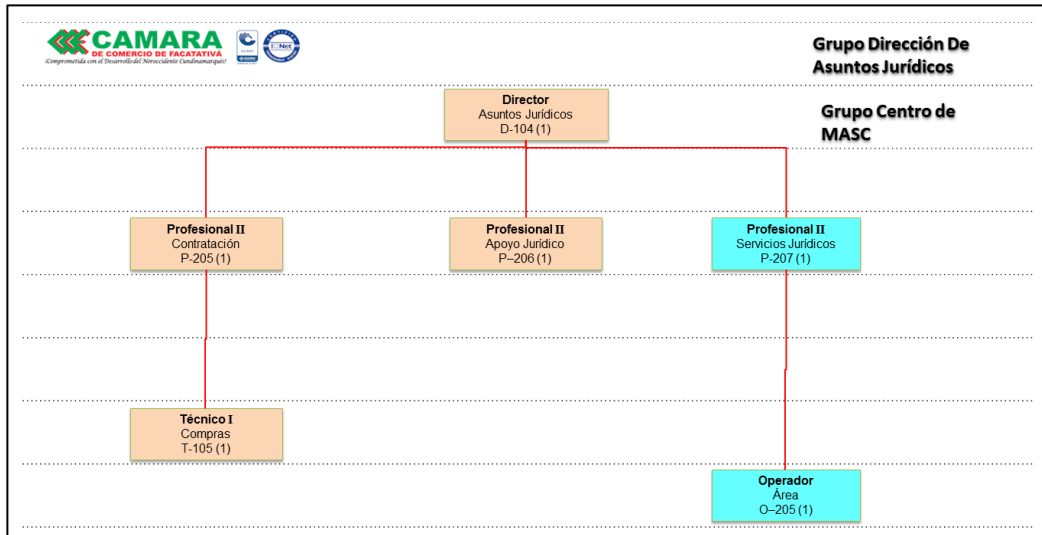 CAMARA
DE COMERCIO DE FACATATIVÁ
¡Comprometida con el Desarrollo del Noroccidente Cundinamarqués!
Net
Grupo Dirección De
Asuntos Jurídicos
Grupo Centro de
MASC
Director
Asuntos Jurídicos
D-104 (1)
Profesional II
Contratación
P-205 (1)
Profesional II
Apoyo Jurídico
P–206 (1)
Profesional II
Servicios Jurídicos
P-207 (1)
Técnico I
Compras
T-105 (1)
Operador
Área
O–205 (1)